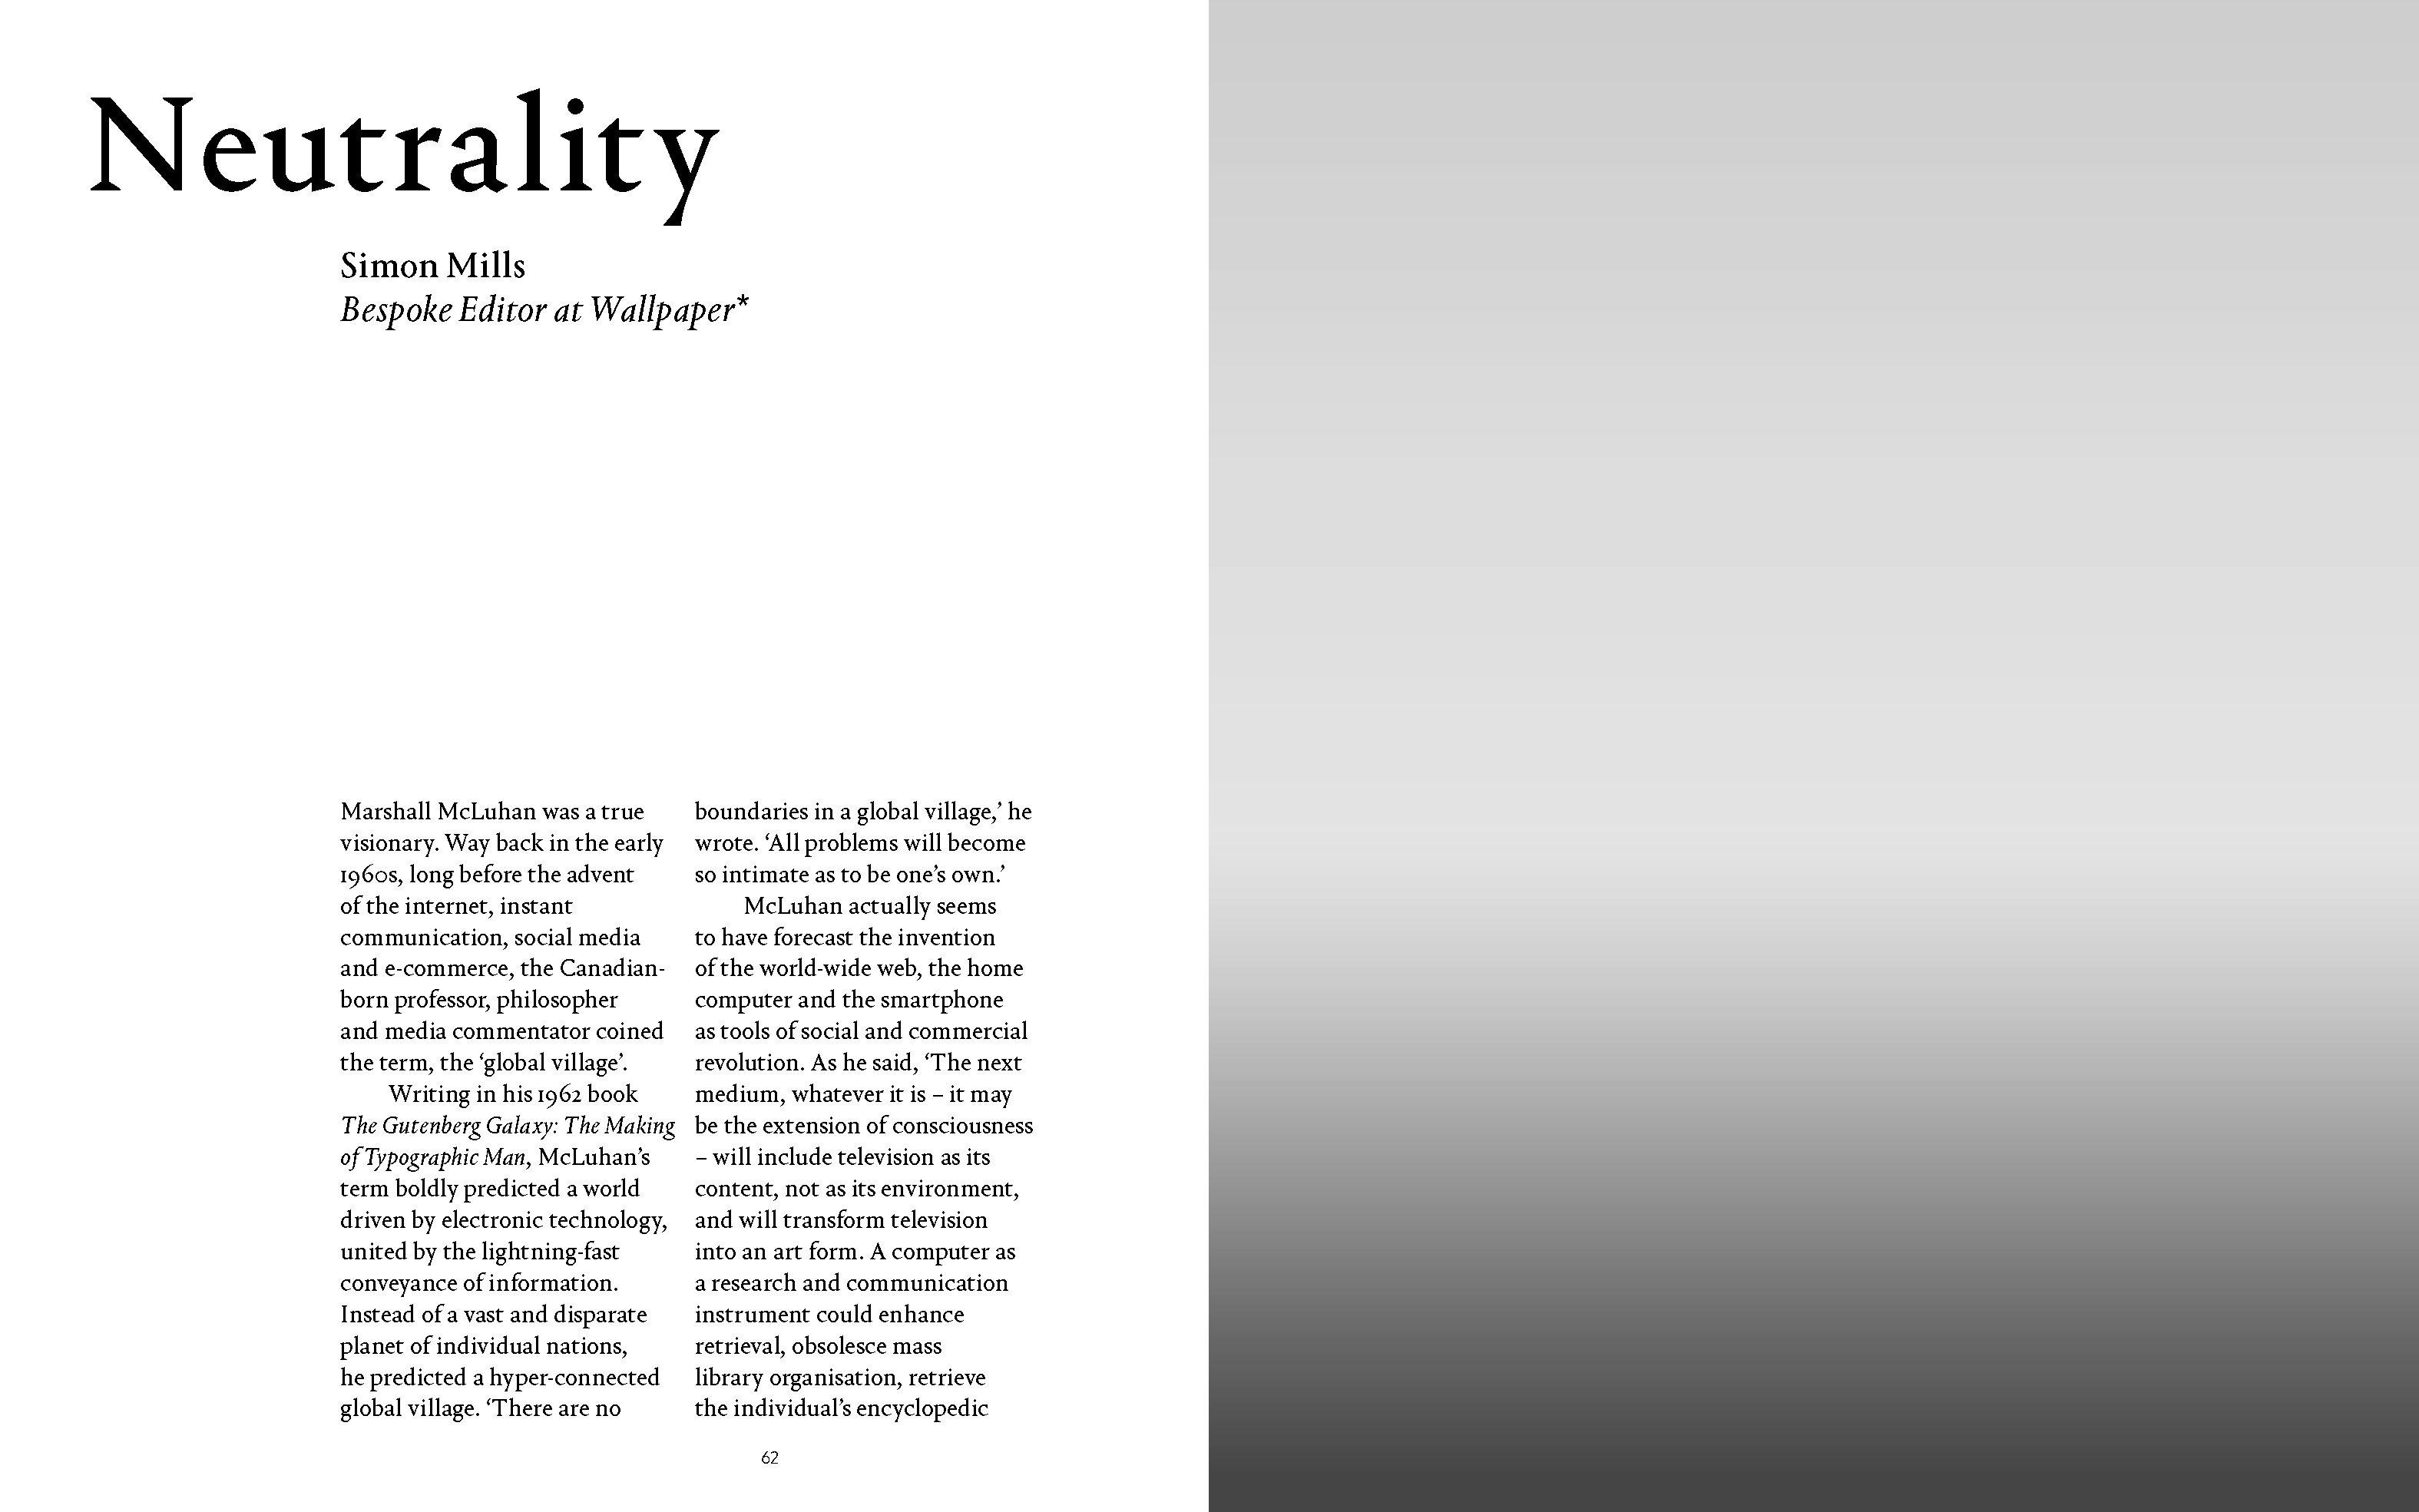 Neutrality
Simon Mills
Bespoke Editor at Wallpaper*
Marshall McLuhan was a true
visionary. Way back in the early
1960s, long before the advent
of the internet, instant
communication, social media
and e-commerce, the Canadian-
born professor, philosopher
and media commentator coined
the term, the ‘global village’.
Writing in his 1962 book
The Gutenberg Galaxy: The Making
of Typographic Man, McLuhan’s
term boldly predicted a world
driven by electronic technology,
united by the lightning-fast
conveyance of information.
Instead of a vast and disparate
planet of individual nations,
he predicted a hyper-connected
global village. ‘There are no
boundaries in a global village,’ he
wrote. ‘All problems will become
so intimate as to be one’s own.’
McLuhan actually seems
to have forecast the invention
of the world-wide web, the home
computer and the smartphone
as tools of social and commercial
revolution. As he said, ‘The next
medium, whatever it is – it may
be the extension of consciousness
– will include television as its
content, not as its environment,
and will transform television
into an art form. A computer as
a research and communication
instrument could enhance
retrieval, obsolesce mass
library organisation, retrieve
the individual’s encyclopedic
62